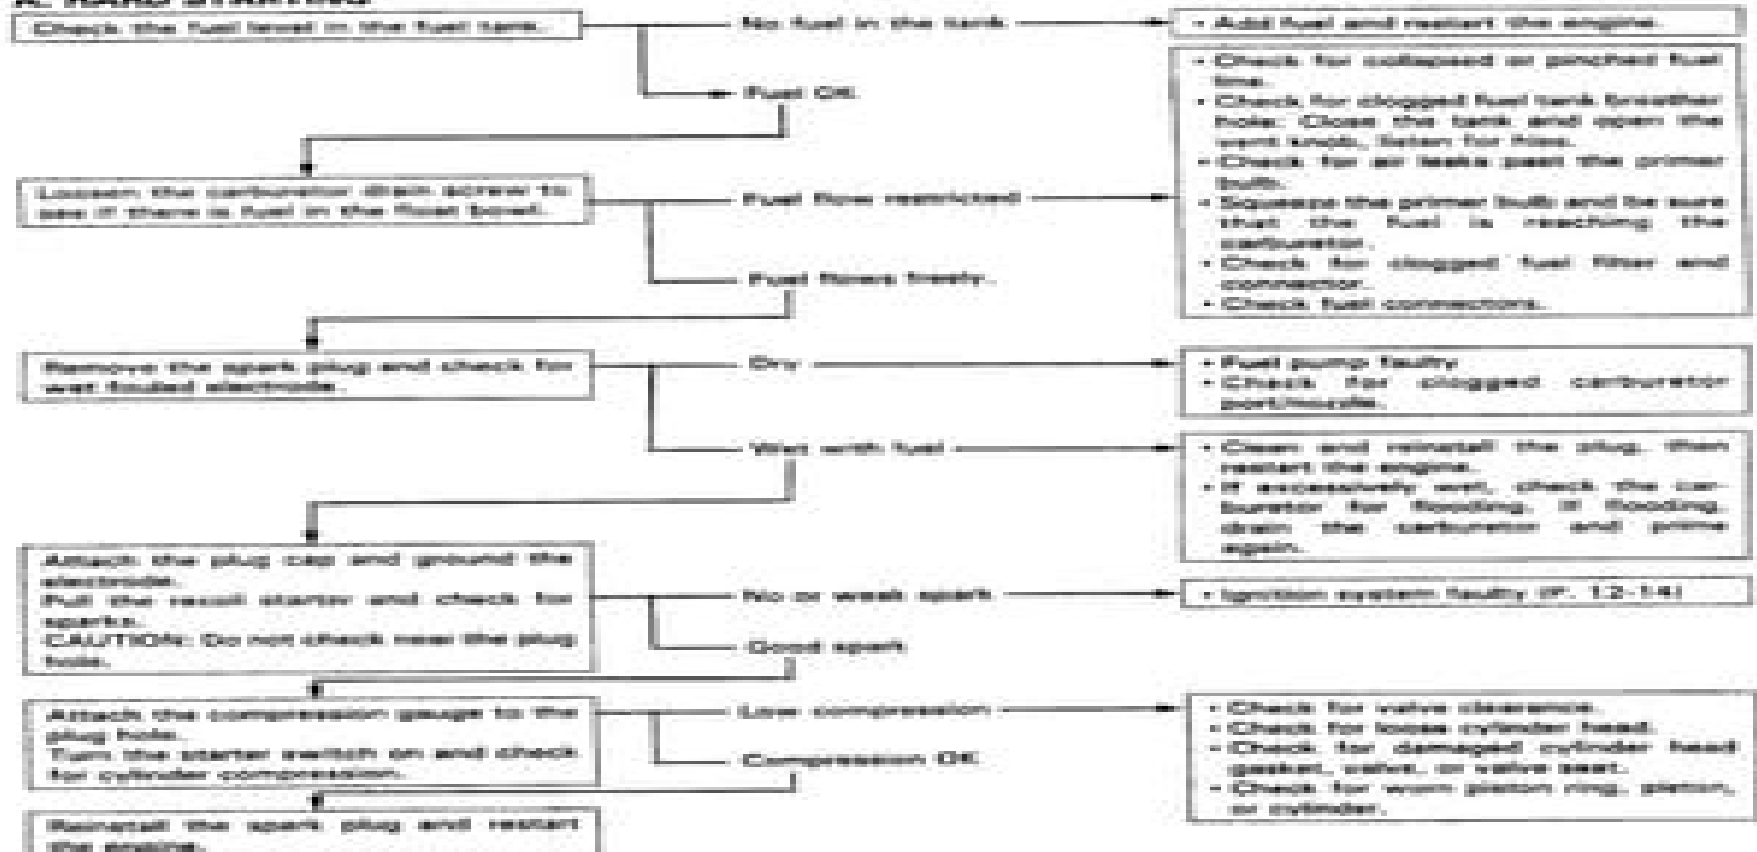 HARD STARTING
Check the fuel level in the fuel tank.
No fuel in the tank
• Add fuel and restart the engine.
Fuel OK
• Check for collapsed or pinched fuel
line.
• Check for clogged fuel tank breather
hole. Close the tank and open the
vent knob, listen for hiss.
• Check for air leaks past the primer
bulb.
• Squeeze the primer bulb and be sure
that the fuel is reaching the
carburetor.
• Check for clogged fuel filter and
connector.
• Check fuel connectors.
Loosen the carburetor drain screw to
see if there is fuel in the float bowl.
Fuel flow restricted
Fuel flows freely.
Remove the spark plug and check for
wet fouled electrode.
Dry
• Fuel pump faulty
• Check for clogged carburetor
port/nozzle.
Wet with fuel
• Clean and reinstall the plug, then
restart the engine.
• If excessively wet, check the car-
buretor for flooding. If flooding,
drain the carburetor and prime
again.
Attach the plug cap and ground the
electrode.
Pull the recoil starter and check for
sparks.
CAUTION: Do not check near the plug
hole.
No or weak spark
• Ignition system faulty (P. 12-14)
Good spark
Attach the compression gauge to the
plug hole.
Turn the starter switch on and check
for cylinder compression.
Low compression
• Check for valve clearance.
• Check for loose cylinder head.
• Check for damaged cylinder head
gasket, valve, or valve seat.
• Check for worn piston ring, piston,
or cylinder.
Compression OK
Reinstall the spark plug and restart
the engine.